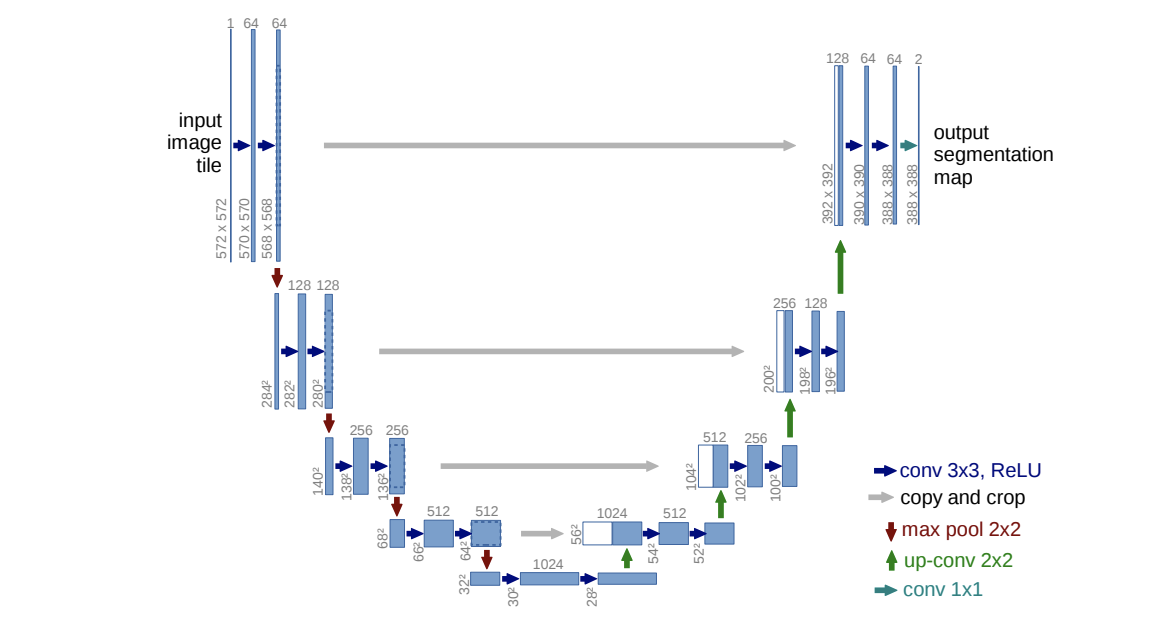 1 64 64
input
image
tile
572 x 572
570 x 570
568 x 568
128 64 64 2
output
segmentation
map
392 x 392
390 x 390
388 x 388
388 x 388
128 128
284²
282²
280²
256 128
200²
198²
196²
256 256
140²
138²
136²
512 256
104²
102²
100²
512 512
68²
66²
64²
1024 512
56²
54²
52²
1024
32²
30²
28²
conv 3x3, ReLU
copy and crop
max pool 2x2
up-conv 2x2
conv 1x1